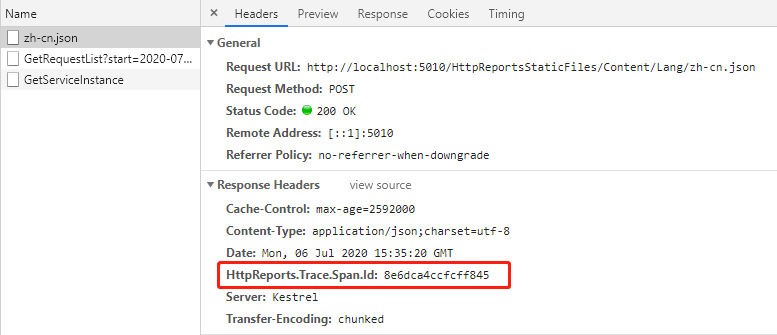 Name
zh-cn.json
GetRequestList?start=2020-07...
GetServiceInstance
× Headers Preview Response Cookies Timing
General
Request URL: http://localhost:5010/HttpReportsStaticFiles/Content/Lang/zh-cn.json
Request Method: POST
Status Code: 200 OK
Remote Address: [::1]:5010
Referrer Policy: no-referrer-when-downgrade
Response Headers view source
Cache-Control: max-age=2592000
Content-Type: application/json;charset=utf-8
Date: Mon, 06 Jul 2020 15:35:20 GMT
HttpReports.Trace.Span.Id: 8e6dca4ccfcff845
Server: Kestrel
Transfer-Encoding: chunked